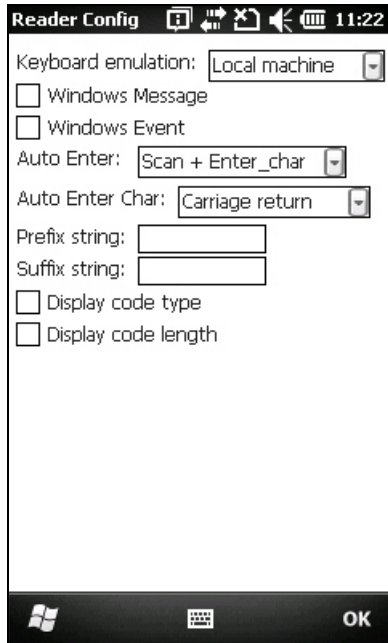 Reader Config 11:22
Keyboard emulation: Local machine
Windows Message
Windows Event
Auto Enter: Scan + Enter_char
Auto Enter Char: Carriage return
Prefix string:
Suffix string:
Display code type
Display code length
OK